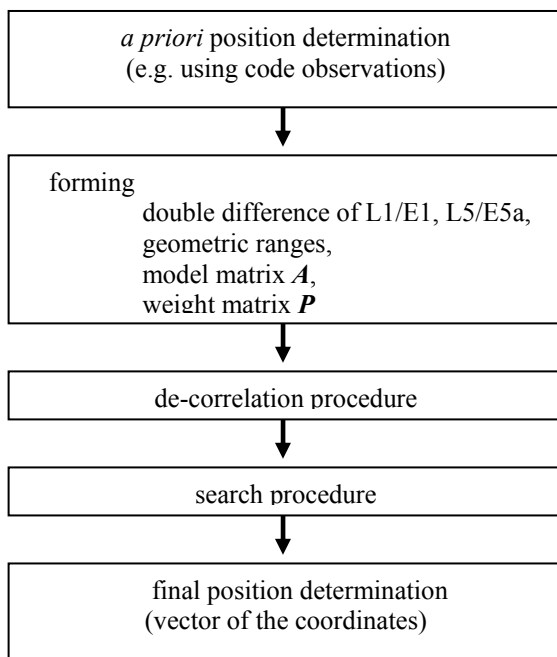 a priori position determination
(e.g. using code observations)
forming
double difference of L1/E1, L5/E5a,
geometric ranges,
model matrix A,
weight matrix P
de-correlation procedure
search procedure
final position determination
(vector of the coordinates)